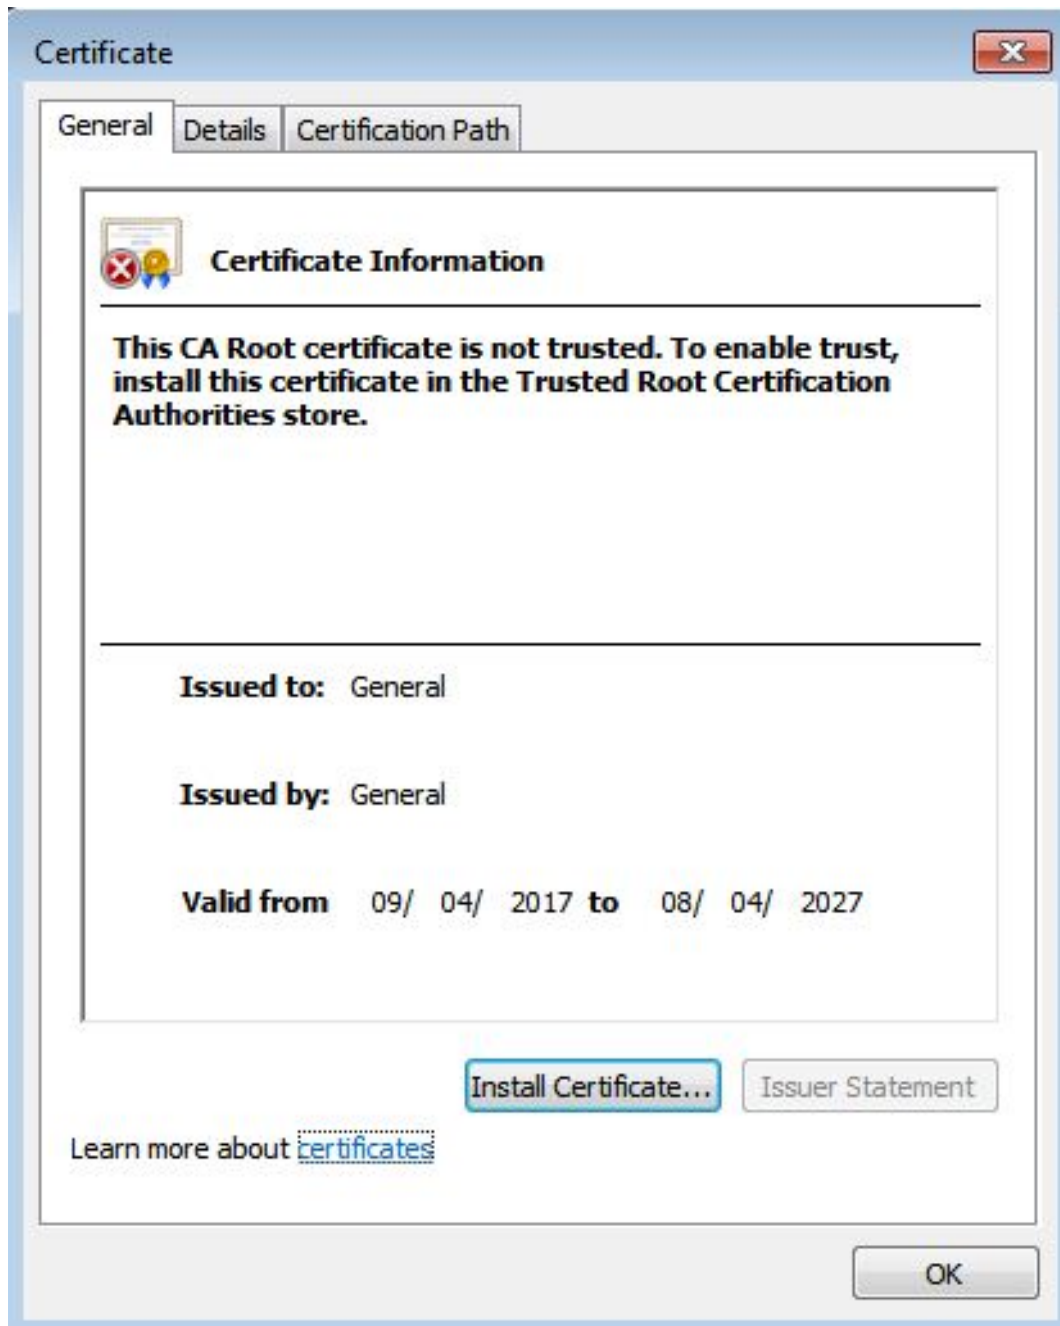 Certificate
General Details Certification Path
Certificate Information
This CA Root certificate is not trusted. To enable trust,
install this certificate in the Trusted Root Certification
Authorities store.
Issued to: General
Issued by: General
Valid from 09/ 04/ 2017 to 08/ 04/ 2027
Install Certificate... Issuer Statement
Learn more about certificates
OK